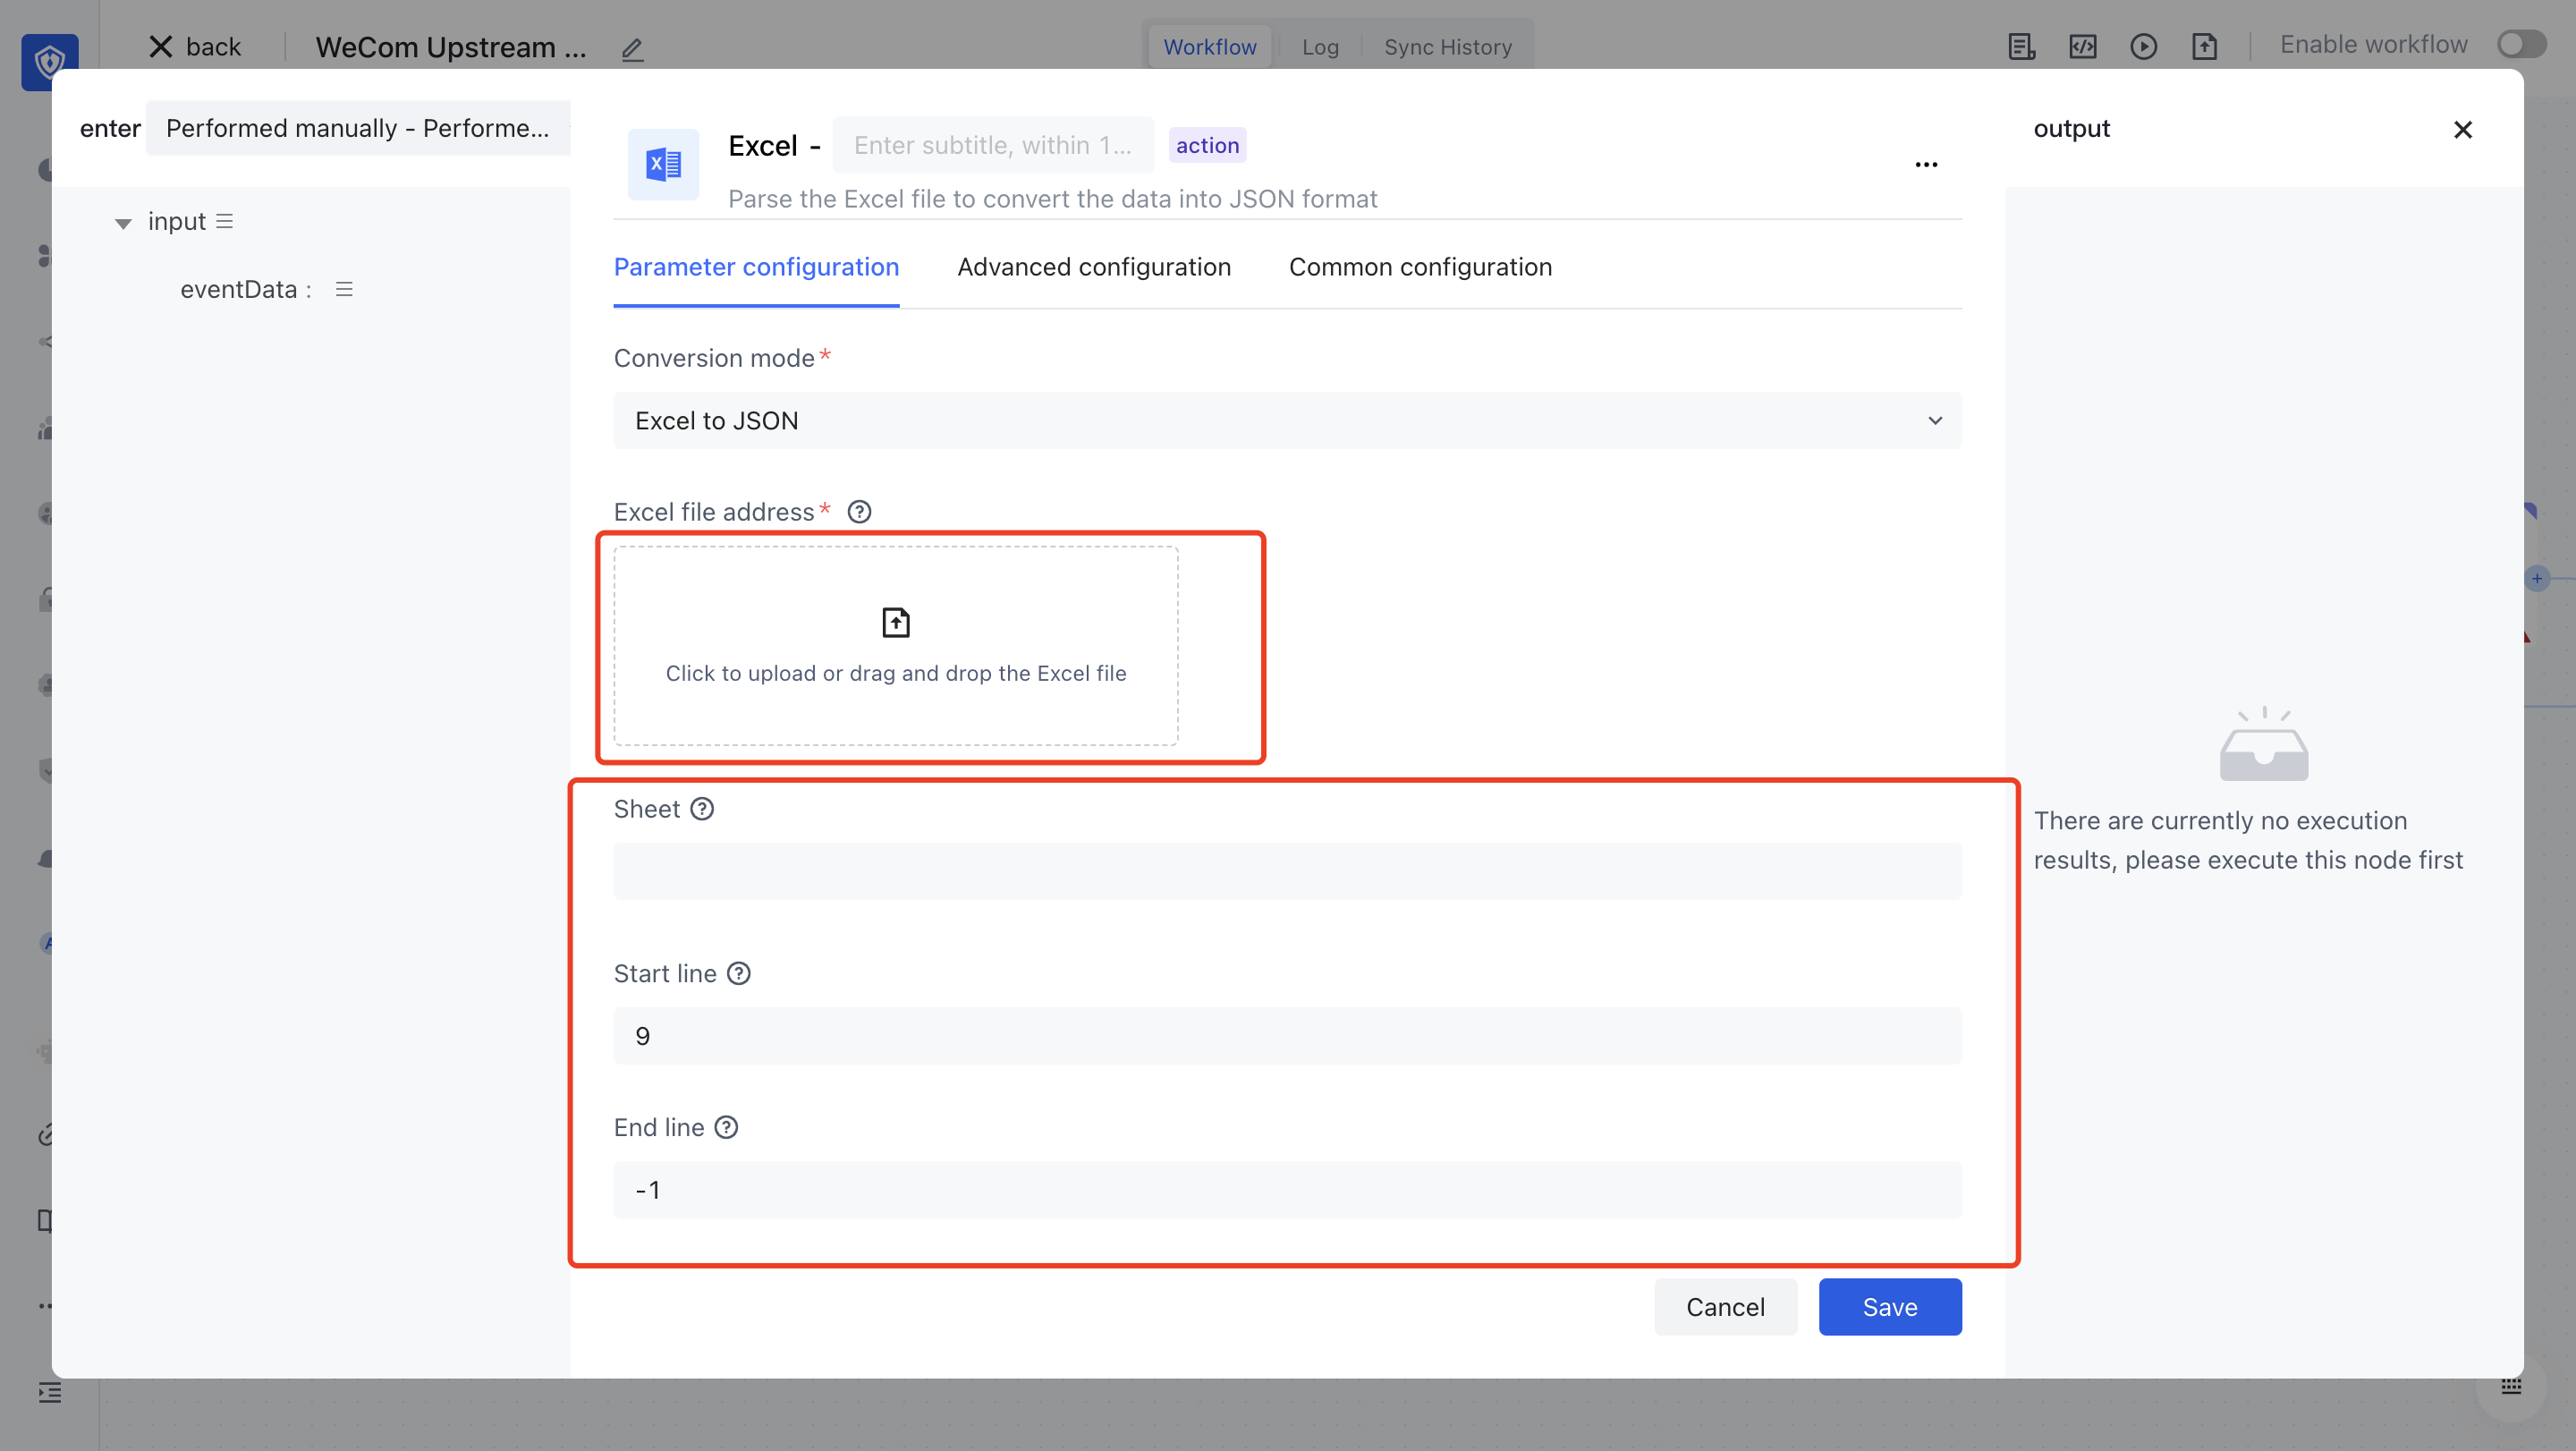 back
WeCom Upstream ...
Workflow
Log
Sync History
Enable workflow
enter
Performed manually - Performe...
input
eventData :
Excel -
Enter subtitle, within 1...
action
Parse the Excel file to convert the data into JSON format
Parameter configuration
Advanced configuration
Common configuration
Conversion mode*
Excel to JSON
Excel file address*
Click to upload or drag and drop the Excel file
Sheet
Start line
9
End line
-1
Cancel
Save
output
There are currently no execution
results, please execute this node first